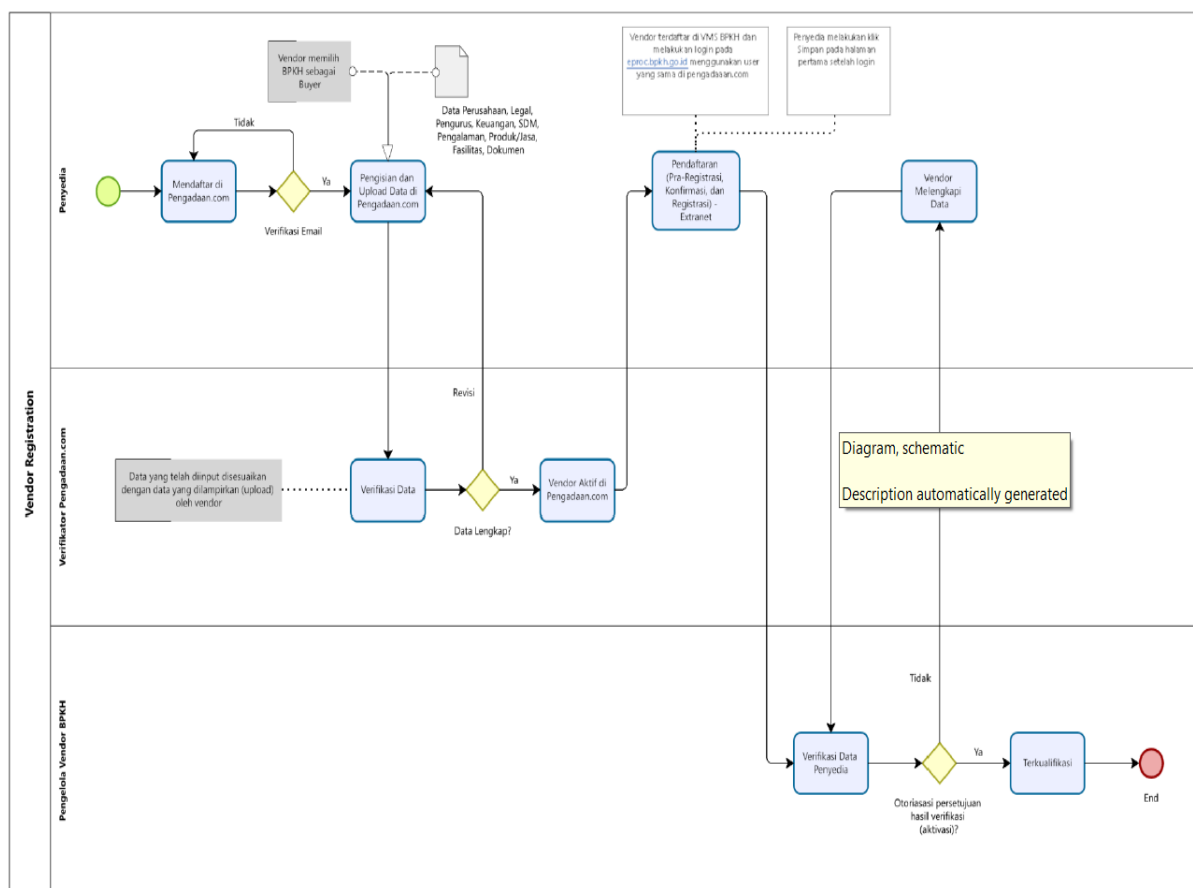 Vendor Registration
Penyedia
Vendor memilih
BPKH sebagai
Buyer
Data Perusahaan, Legal,
Pengurus, Keuangan, SDM,
Pengalaman, Produk/Jasa,
Fasilitas, Dokumen
Vendor terdaftar di VMS BPKH dan
melakukan login pada
eproc.bpkh.go.id menggunakan user
yang sama di pengadaaan.com
Penyedia melakukan klik
Simpan pada halaman
pertama setelah login
Tidak
Mendaftar di
Pengadaan.com
Ya
Verifikasi Email
Pengisian dan
Upload Data di
Pengadaan.com
Pendaftaran
(Pra-Registrasi,
Konfirmasi, dan
Registrasi) -
Extranet
Vendor
Melengkapi
Data
Verifikator Pengadaan.com
Revisi
Data yang telah diinput disesuaikan
dengan data yang dilampirkan (upload)
oleh vendor
Verifikasi Data
Ya
Data Lengkap?
Vendor Aktif di
Pengadaan.com
Diagram, schematic
Description automatically generated
Pengelola Vendor BPKH
Tidak
Verifikasi Data
Penyedia
Ya
Otoriasasi persetujuan
hasil verifikasi
(aktivasi)?
Terkualifikasi
End